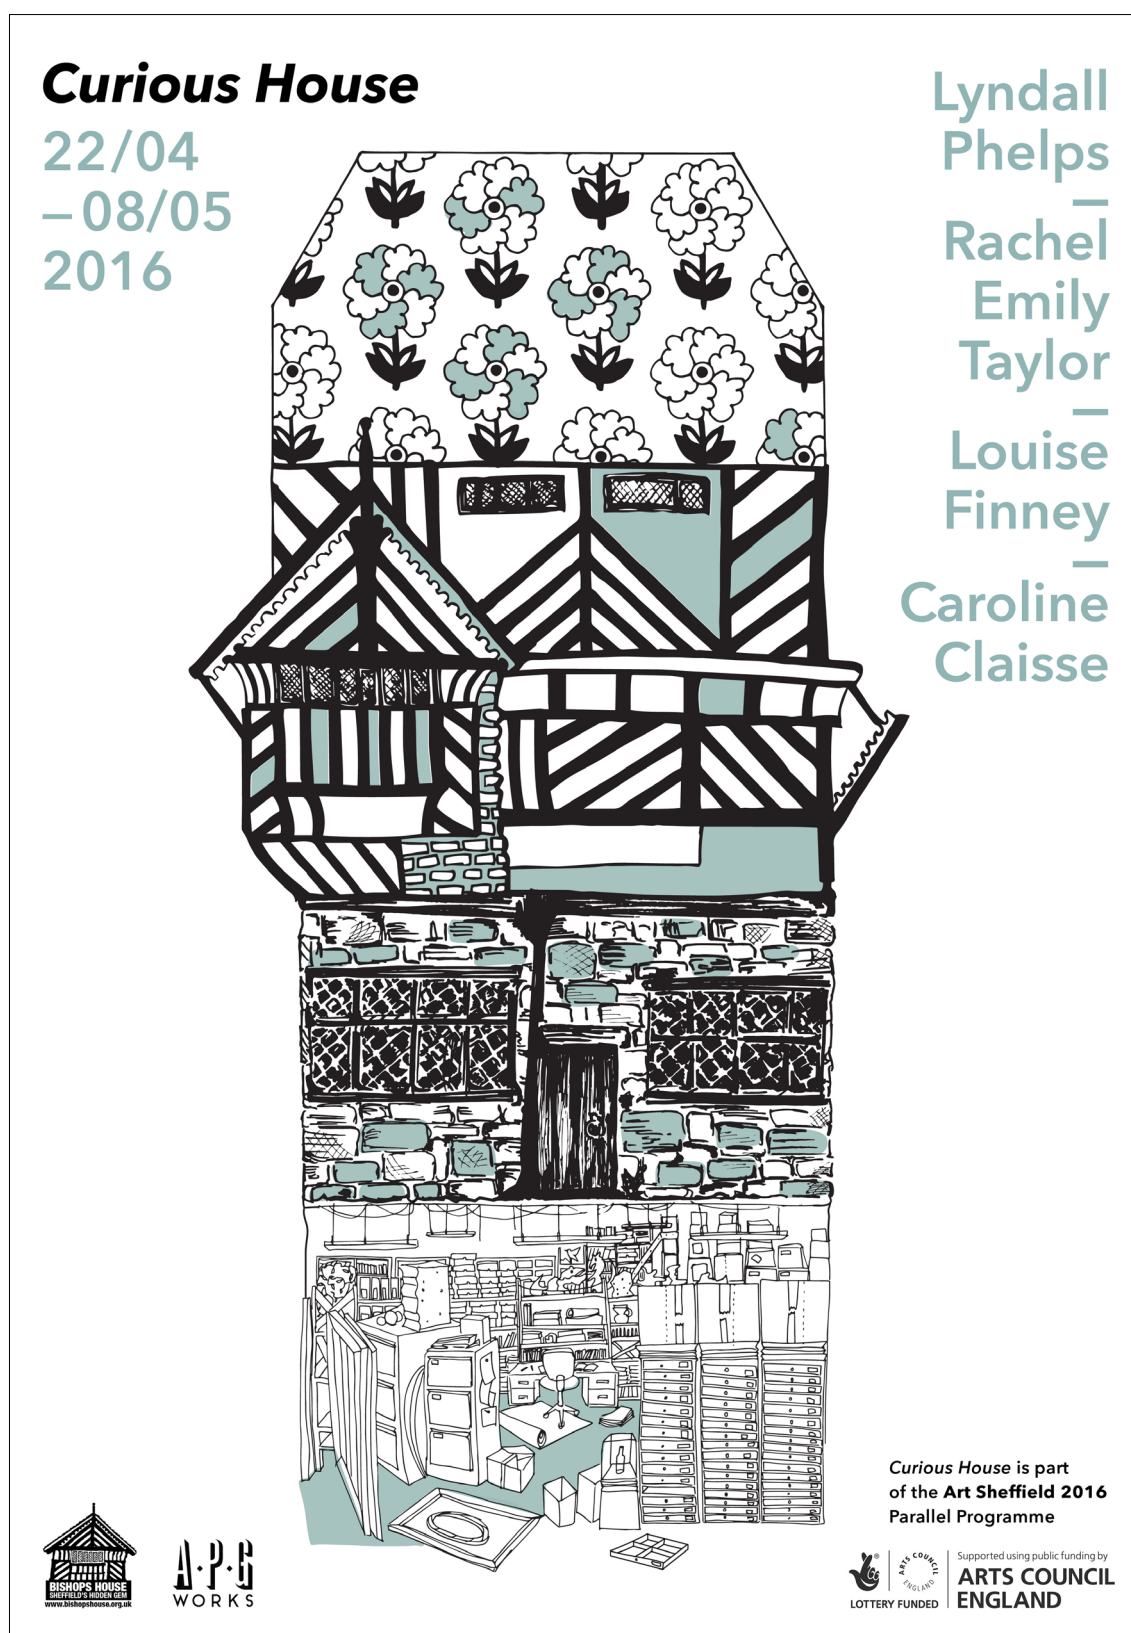 Curious House
22/04
– 08/05
2016
Lyndall
Phelps
–
Rachel
Emily
Taylor
–
Louise
Finney
–
Caroline
Claisse
Curious House is part
of the Art Sheffield 2016
Parallel Programme
BISHOPS HOUSE
SHEFFIELD'S HIDDEN GEM
www.bishopshouse.org.uk
A·P·G
WORKS
LOTTERY FUNDED
ARTS COUNCIL
ENGLAND
Supported using public funding by
ARTS COUNCIL
ENGLAND